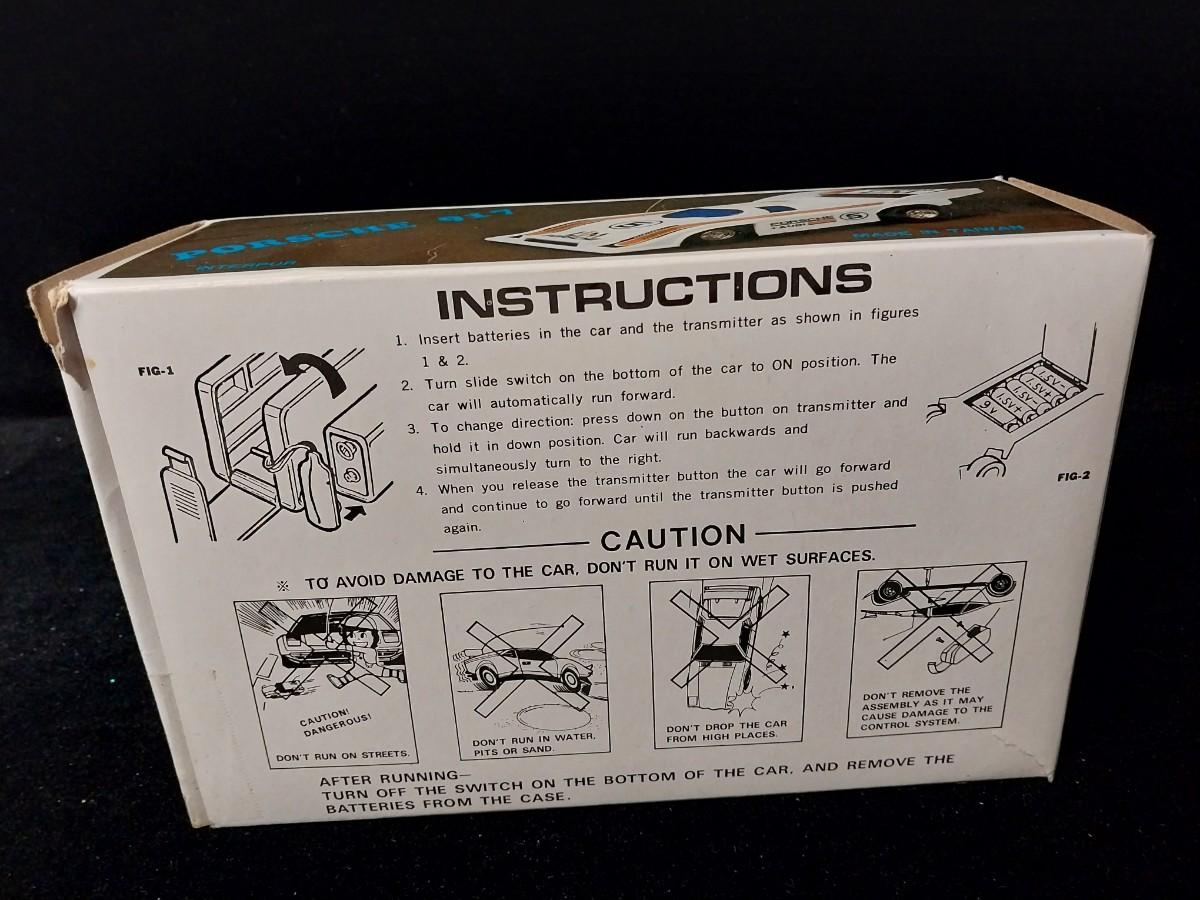 PORSCHE 917
INTERPUR
PORSCHE
MADE IN TAIWAN
INSTRUCTIONS
1. Insert batteries in the car and the transmitter as shown in figures
1 & 2.
2. Turn slide switch on the bottom of the car to ON position. The
car will automatically run forward.
3. To change direction: press down on the button on transmitter and
hold it in down position. Car will run backwards and
simultaneously turn to the right.
4. When you release the transmitter button the car will go forward
and continue to go forward until the transmitter button is pushed
again.
FIG-1
1.5V-
1.5V+
9V
FIG-2
CAUTION
※ TO AVOID DAMAGE TO THE CAR, DON'T RUN IT ON WET SURFACES.
CAUTION!
DANGEROUS!
DON'T RUN ON STREETS.
DON'T RUN IN WATER,
PITS OR SAND.
DON'T DROP THE CAR
FROM HIGH PLACES.
DON'T REMOVE THE
ASSEMBLY AS IT MAY
CAUSE DAMAGE TO THE
CONTROL SYSTEM.
AFTER RUNNING—
TURN OFF THE SWITCH ON THE BOTTOM OF THE CAR, AND REMOVE THE
BATTERIES FROM THE CASE.